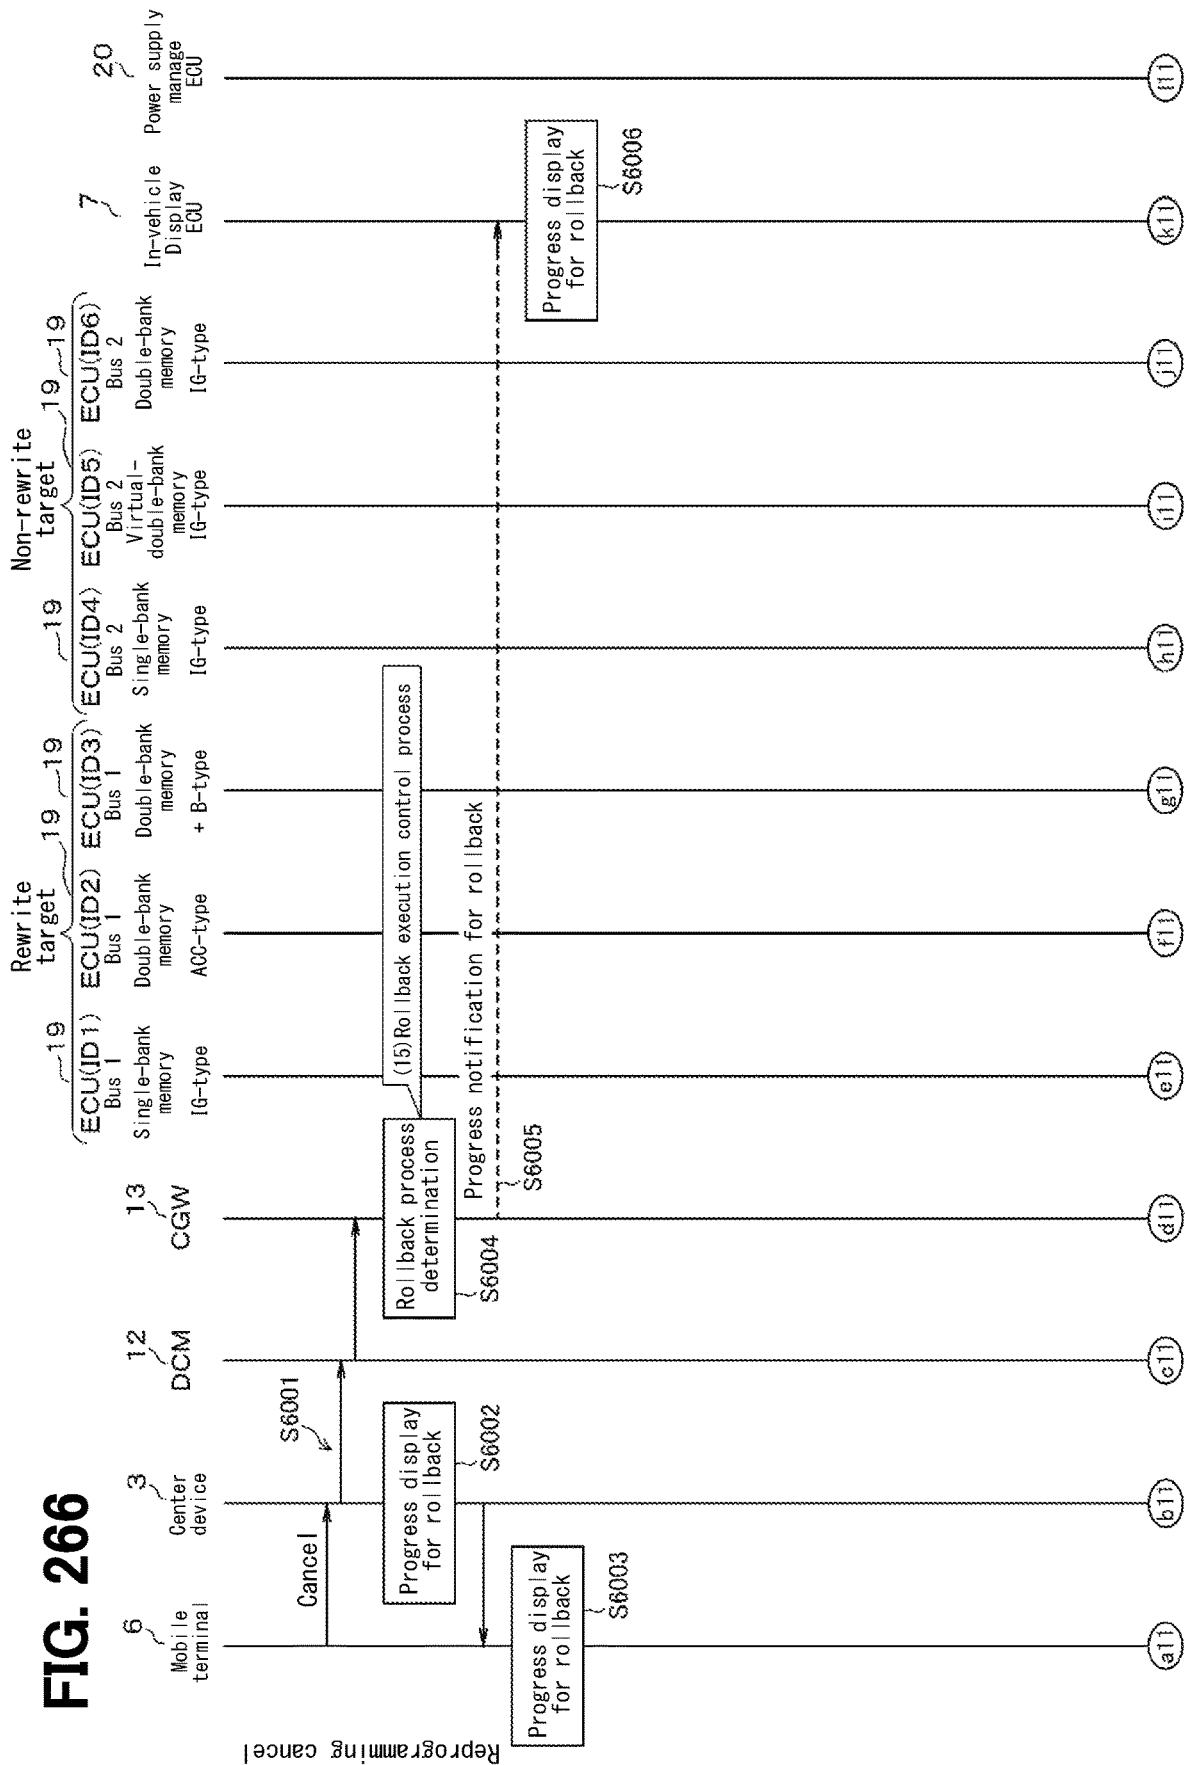 FIG. 266
Reprogramming cancel
6
Mobile
terminal
3
Center
device
12
DCM
13
CGW
Rewrite
target
19
ECU(ID1)
Bus 1
Single-bank
memory
IG-type
19
ECU(ID2)
Bus 1
Double-bank
memory
ACC-type
19
ECU(ID3)
Bus 1
Double-bank
memory
+ B-type
Non-rewrite
target
19
ECU(ID4)
Bus 2
Single-bank
memory
IG-type
19
ECU(ID5)
Bus 2
Virtual-
double-bank
memory
IG-type
19
ECU(ID6)
Bus 2
Double-bank
memory
IG-type
7
In-vehicle
Display
ECU
20
Power supply
manage
ECU
Cancel
S6001
Progress display
for rollback
S6002
Progress display
for rollback
S6003
Rollback process
determination
S6004
(15)Rollback execution control process
Progress notification for rollback
S6005
Progress display
for rollback
S6006
a11
b11
c11
d11
e11
f11
g11
h11
i11
j11
k11
l11